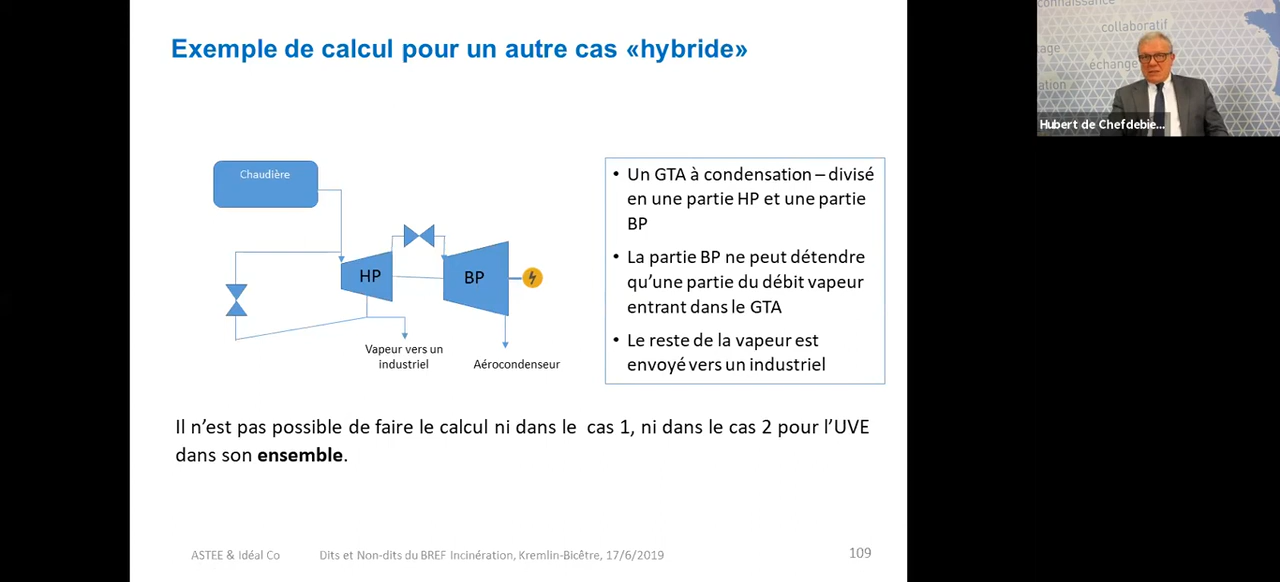 Exemple de calcul pour un autre cas «hybride»
Chaudière
HP
BP
Vapeur vers un
industriel
Aérocondenseur
• Un GTA à condensation – divisé
en une partie HP et une partie
BP
• La partie BP ne peut détendre
qu’une partie du débit vapeur
entrant dans le GTA
• Le reste de la vapeur est
envoyé vers un industriel
Il n’est pas possible de faire le calcul ni dans le cas 1, ni dans le cas 2 pour l’UVE
dans son ensemble.
ASTEE & Idéal Co
Dits et Non-dits du BREF Incinération, Kremlin-Bicêtre, 17/6/2019
109
connaissance
collaboratif
échange
Hubert de Chefdebie...